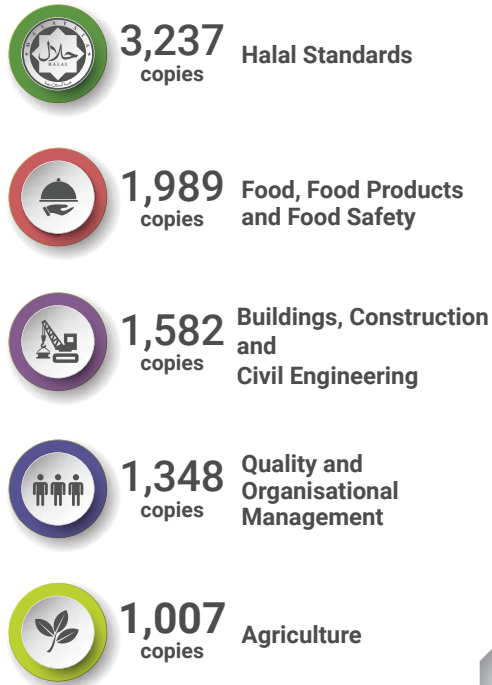 MALAYSIA
حلال
HALAL
3,237
copies
Halal Standards
1,989
copies
Food, Food Products
and Food Safety
1,582
copies
Buildings, Construction
and
Civil Engineering
1,348
copies
Quality and
Organisational
Management
1,007
copies
Agriculture